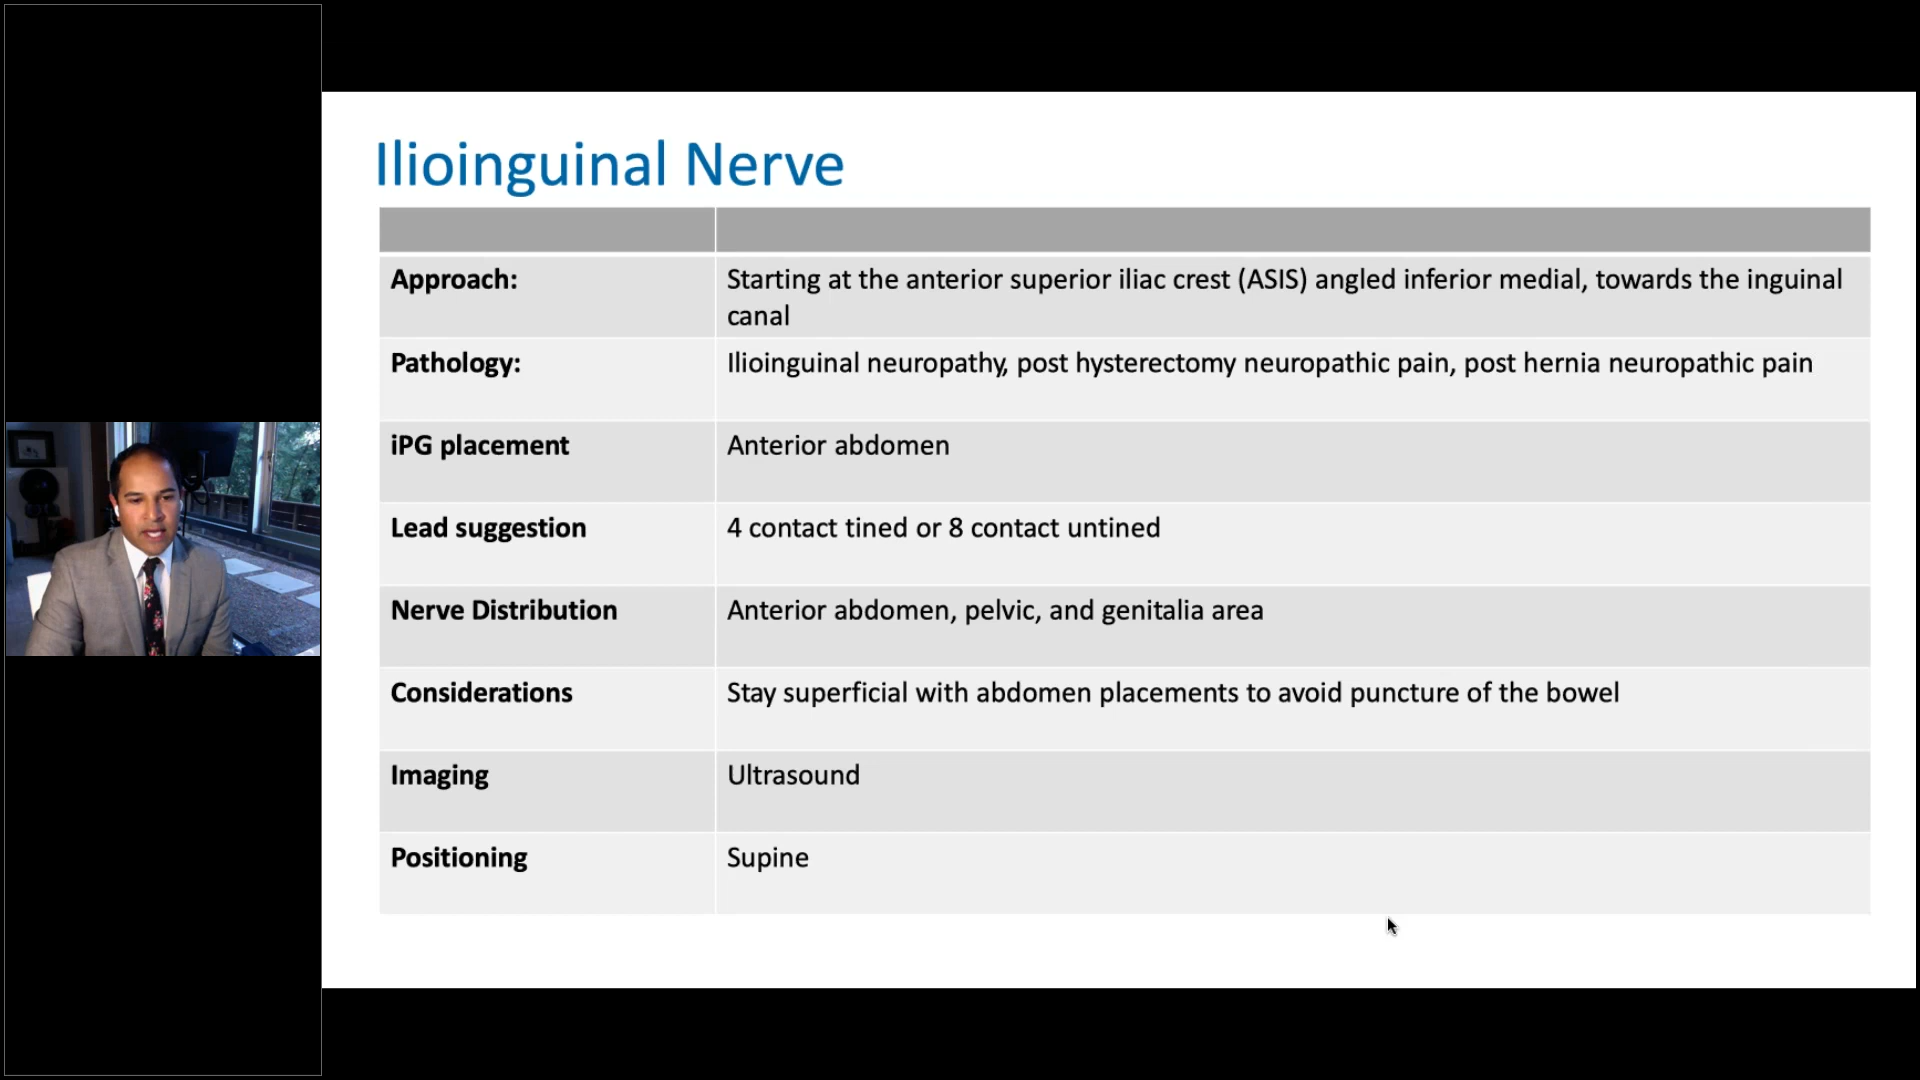 Ilioinguinal Nerve
Approach:
Starting at the anterior superior iliac crest (ASIS) angled inferior medial, towards the inguinal
canal
Pathology:
Ilioinguinal neuropathy, post hysterectomy neuropathic pain, post hernia neuropathic pain
iPG placement
Anterior abdomen
Lead suggestion
4 contact tined or 8 contact untined
Nerve Distribution
Anterior abdomen, pelvic, and genitalia area
Considerations
Stay superficial with abdomen placements to avoid puncture of the bowel
Imaging
Ultrasound
Positioning
Supine